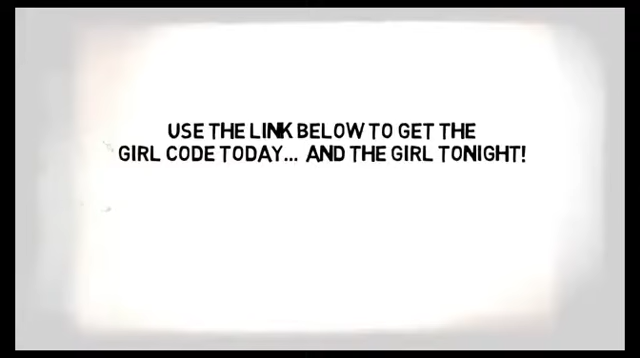 USE THE LINK BELOW TO GET THE
GIRL CODE TODAY... AND THE GIRL TONIGHT!